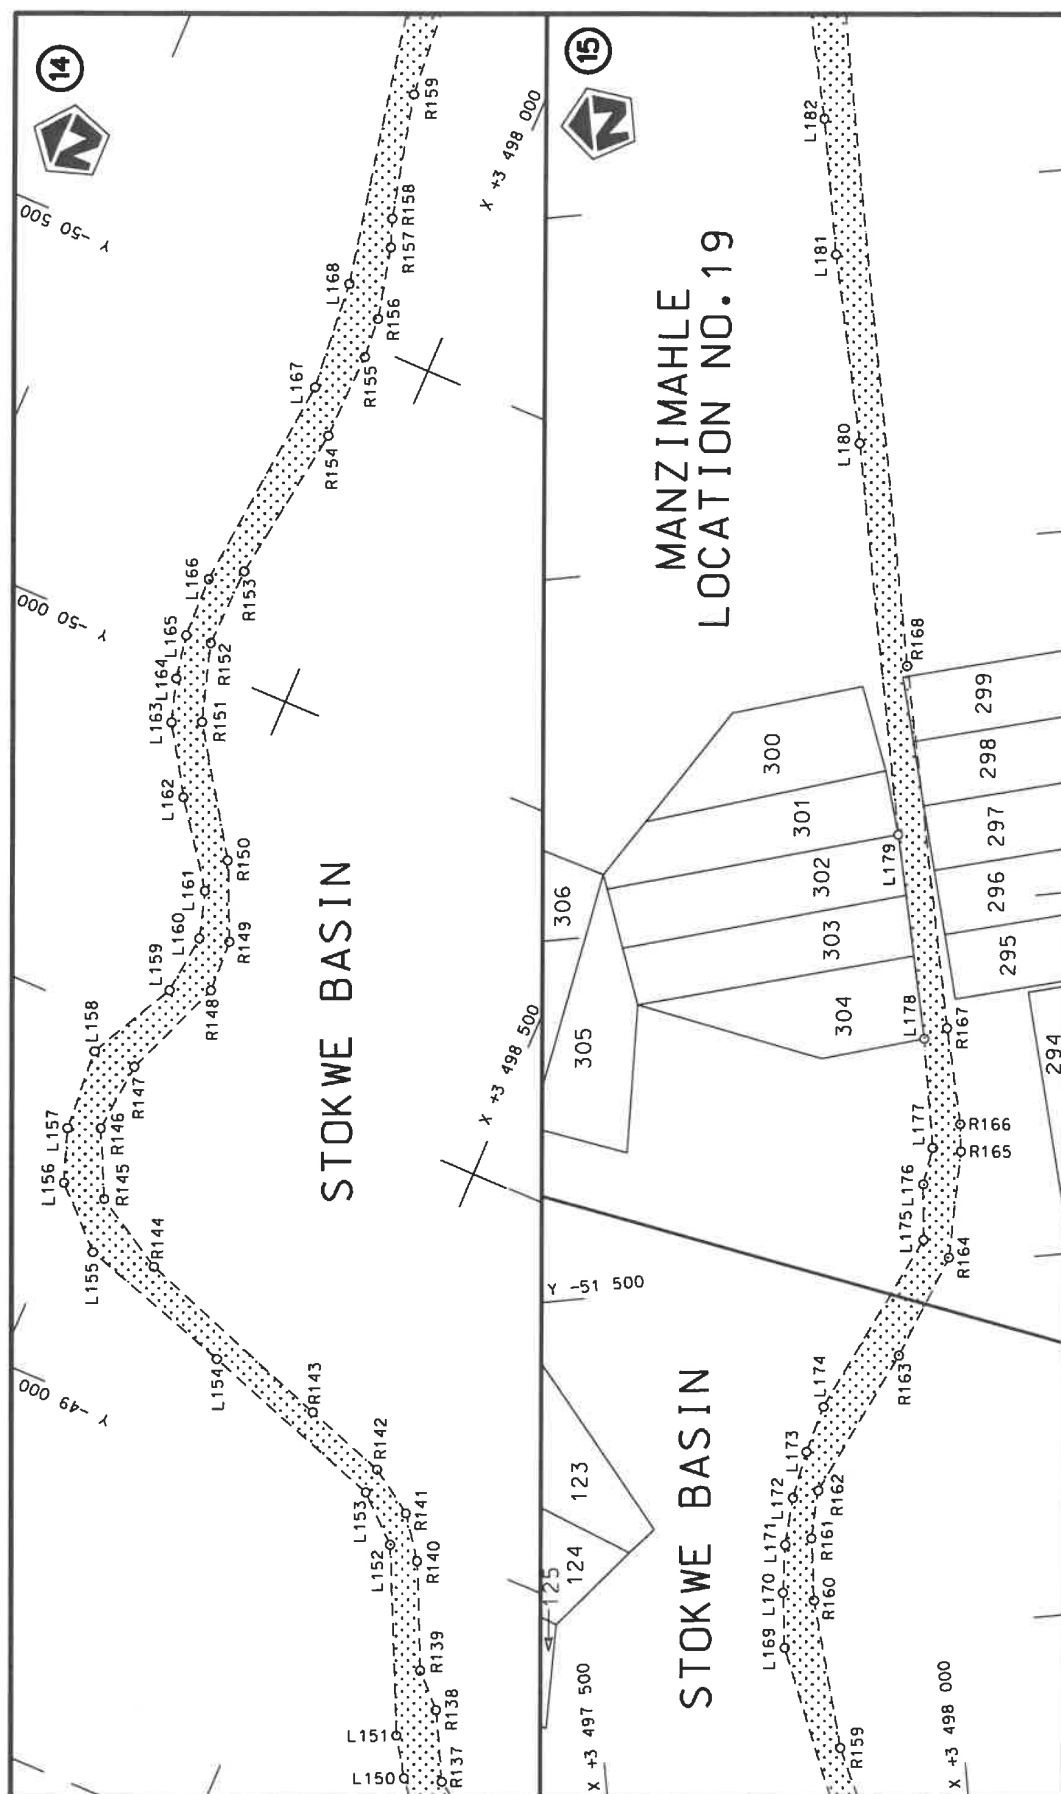 14
N
Y -50 500
X +3 498 000
Y -50 000
X +3 498 500
Y -49 000
STOKWE BASIN
L150
L151
L152
L153
L154
L155
L156
L157
L158
L159
L160
L161
L162
L163
L164
L165
L166
L167
L168
R137
R138
R139
R140
R141
R142
R143
R144
R145
R146
R147
R148
R149
R150
R151
R152
R153
R154
R155
R156
R157
R158
R159
15
N
MANZIMAHLE
LOCATION NO. 19
STOKWE BASIN
Y -51 500
X +3 497 500
X +3 498 000
L169
L170
L171
L172
L173
L174
L175
L176
L177
L178
L179
L180
L181
L182
R159
R160
R161
R162
R163
R164
R165
R166
R167
R168
123
124
125
294
295
296
297
298
299
300
301
302
303
304
305
306